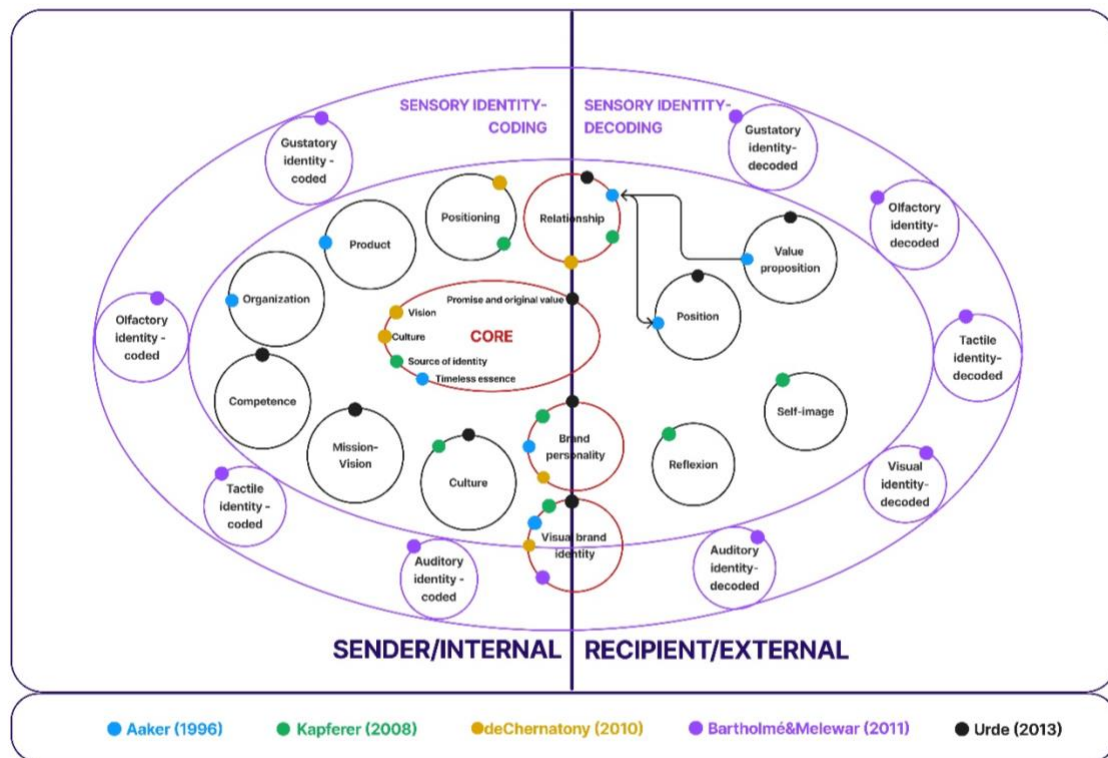 SENSORY IDENTITY-
CODING
SENSORY IDENTITY-
DECODING
Gustatory
identity -
coded
Gustatory
identity-
decoded
Positioning
Relationship
Olfactory
identity-
decoded
Product
Value
proposition
Organization
Promise and original value
Vision
Position
Olfactory
identity -
coded
Culture
CORE
Tactile
identity-
decoded
Source of identity
Timeless essence
Competence
Self-image
Mission-
Vision
Brand
personality
Reflexion
Culture
Visual
identity-
decoded
Tactile
identity -
coded
Visual brand
identity
Auditory
identity -
coded
Auditory
identity-
decoded
SENDER/INTERNAL
RECIPIENT/EXTERNAL
Aaker (1996)
Kapferer (2008)
deChernatony (2010)
Bartholmé&Melewar (2011)
Urde (2013)